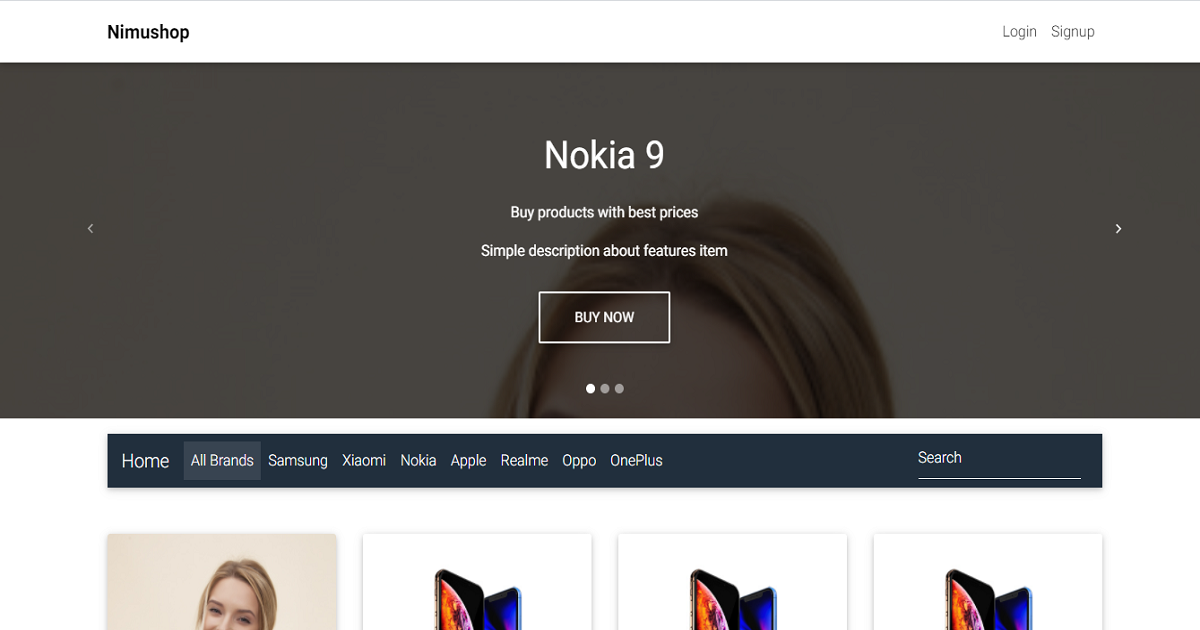 Nimushop Login Signup
Nokia 9
Buy products with best prices
Simple description about features item
BUY NOW
Home All Brands Samsung Xiaomi Nokia Apple Realme Oppo OnePlus Search